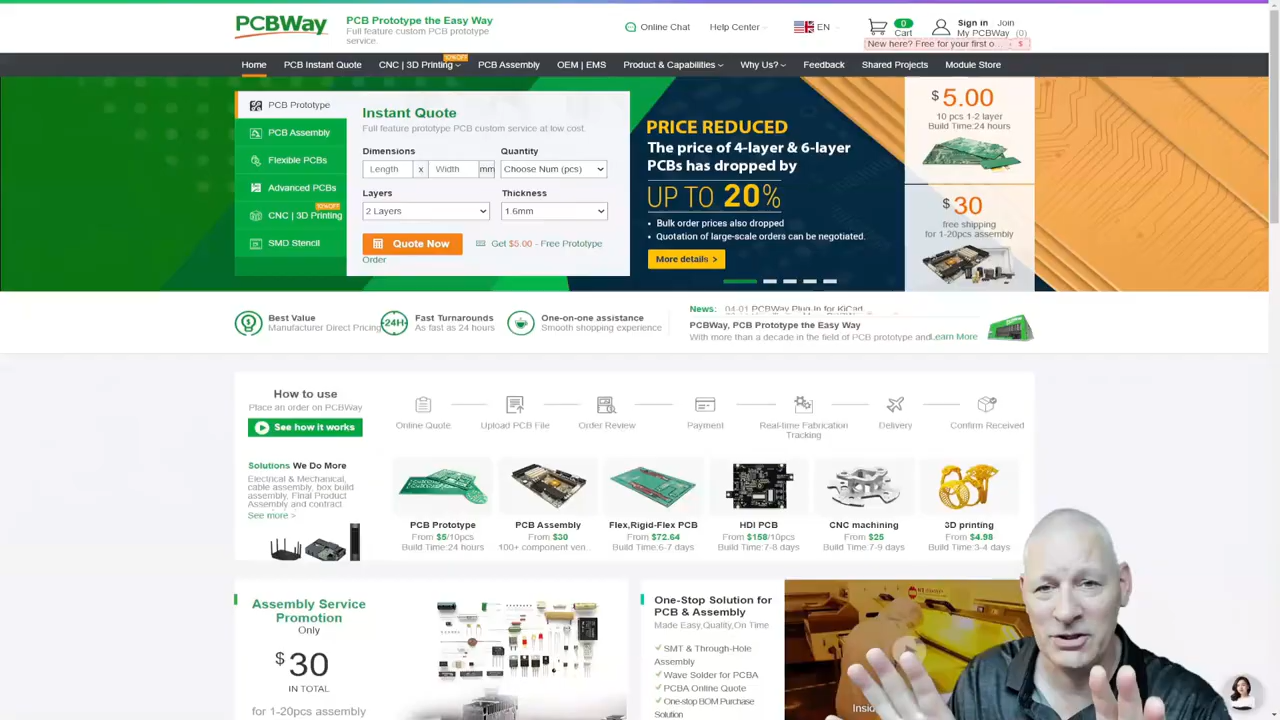 PCBWay
PCB Prototype the Easy Way
Full feature custom PCB prototype
service.
Online Chat
Help Center
EN
0
Cart
Sign in Join
My PCBWay (0)
New here? Free for your first o... - $
Home
PCB Instant Quote
CNC | 3D Printing
10%OFF
PCB Assembly
OEM | EMS
Product & Capabilities
Why Us?
Feedback
Shared Projects
Module Store
PCB Prototype
PCB Assembly
Flexible PCBs
Advanced PCBs
10%OFF
CNC | 3D Printing
SMD Stencil
Instant Quote
Full feature prototype PCB custom service at low cost.
Dimensions
Length x Width mm
Quantity
Choose Num (pcs)
Layers
2 Layers
Thickness
1.6mm
Quote Now
Get $5.00 - Free Prototype
Order
PRICE REDUCED
The price of 4-layer & 6-layer
PCBs has dropped by
UP TO 20%
• Bulk order prices also dropped
• Quotation of large-scale orders can be negotiated.
More details >
$5.00
10 pcs 1-2 layer
Build Time:24 hours
$30
free shipping
for 1-20pcs assembly
Best Value
Manufacturer Direct Pricing
24H
Fast Turnarounds
As fast as 24 hours
One-on-one assistance
Smooth shopping experience
News:
04-01 PCBWay Plug-In for KiCad
PCBWay, PCB Prototype the Easy Way
With more than a decade in the field of PCB prototype and
Learn More
How to use
Place an order on PCBWay
See how it works
Online Quote
Upload PCB File
Order Review
Payment
Real-time Fabrication
Tracking
Delivery
Confirm Received
Solutions We Do More
Electrical & Mechanical,
cable assembly, box build
assembly, Final Product
Assembly and contract
See more >
PCB Prototype
From $5/10pcs
Build Time:24 hours
PCB Assembly
From $30
100+ component ven...
Flex,Rigid-Flex PCB
From $72.64
Build Time:6-7 days
HDI PCB
From $158/10pcs
Build Time:7-8 days
CNC machining
From $25
Build Time:7-9 days
3D printing
From $4.98
Build Time:3-4 days
Assembly Service
Promotion
Only
$30
IN TOTAL
for 1-20pcs assembly
One-Stop Solution for
PCB & Assembly
Made Easy,Quality,On Time
SMT & Through-Hole
Assembly
Wave Solder for PCBA
PCBA Online Quote
One-stop BOM Purchase
Solution